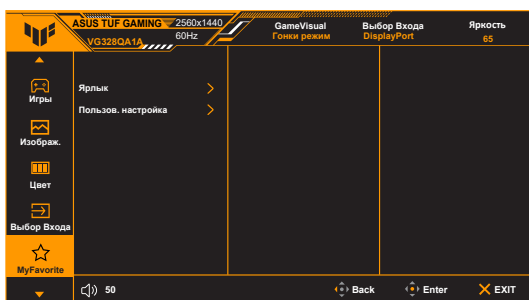 ASUS TUF GAMING
VG328QA1A
2560x1440
60Hz
GameVisual
Гонки режим
Выбор Входа
DisplayPort
Яркость
65
Игры
Изображ.
Цвет
Выбор Входа
MyFavorite
Ярлык
Пользов. настройка
50
Back
Enter
EXIT